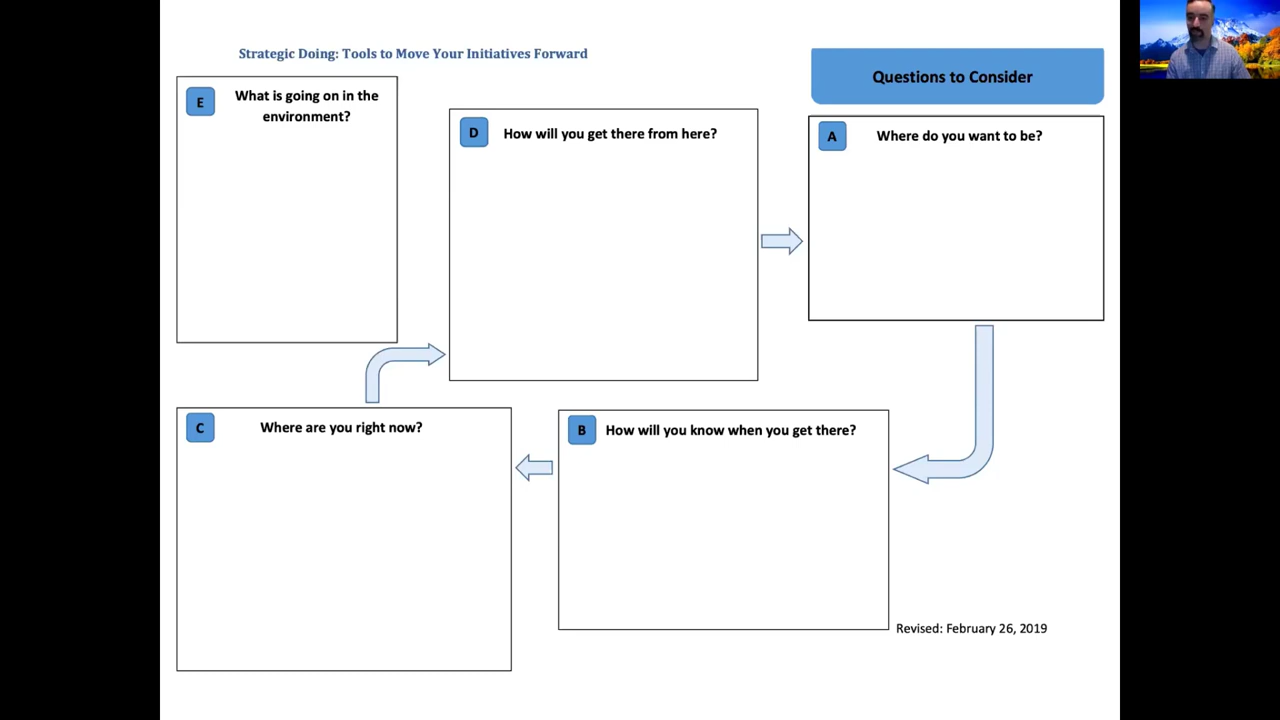 Strategic Doing: Tools to Move Your Initiatives Forward
Questions to Consider
E
What is going on in the
environment?
D
How will you get there from here?
A
Where do you want to be?
C
Where are you right now?
B
How will you know when you get there?
Revised: February 26, 2019